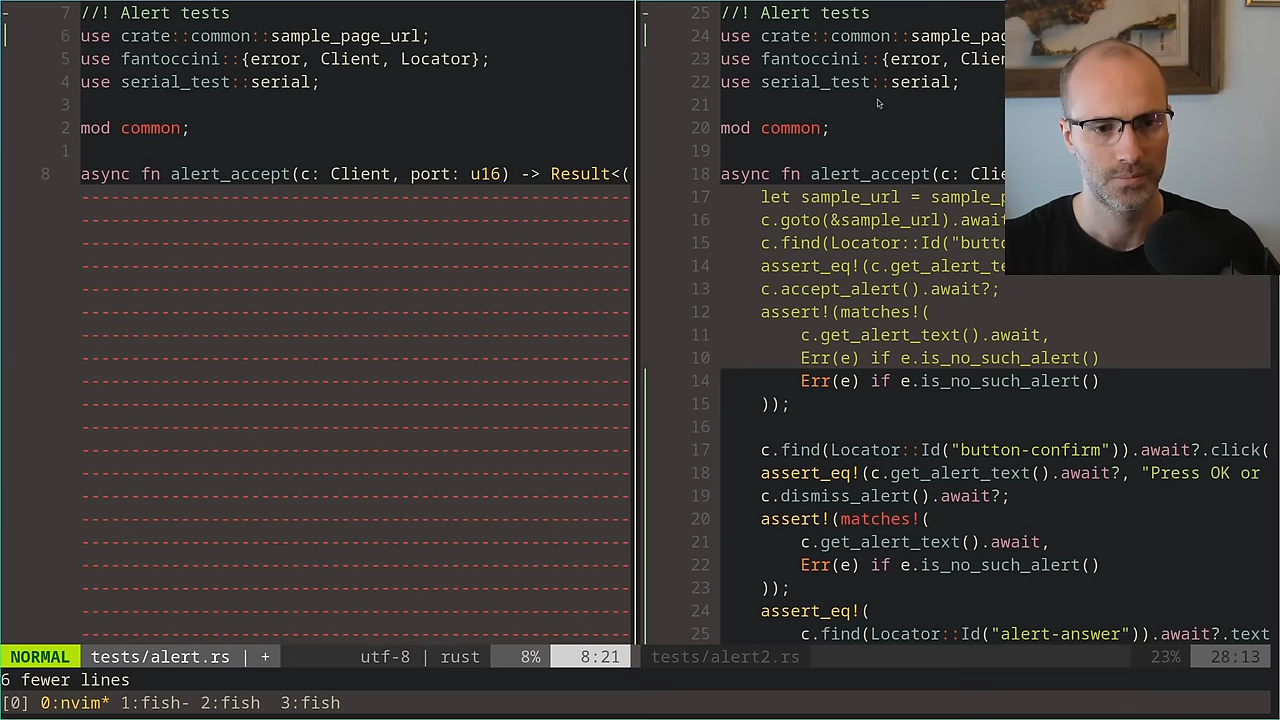 7 //! Alert tests
6 use crate::common::sample_page_url;
5 use fantoccini::{error, Client, Locator};
4 use serial_test::serial;
3
2 mod common;
1
8 async fn alert_accept(c: Client, port: u16) -> Result<(
25 //! Alert tests
24 use crate::common::sample_pag
23 use fantoccini::{error, Clien
22 use serial_test::serial;
21
20 mod common;
19
18 async fn alert_accept(c: Clie
17 let sample_url = sample_p
16 c.goto(&sample_url).await
15 c.find(Locator::Id("butto
14 assert_eq!(c.get_alert_te
13 c.accept_alert().await?;
12 assert!(matches!(
11 c.get_alert_text().await,
10 Err(e) if e.is_no_such_alert()
14 Err(e) if e.is_no_such_alert()
15 ));
16
17 c.find(Locator::Id("button-confirm")).await?.click(
18 assert_eq!(c.get_alert_text().await?, "Press OK or
19 c.dismiss_alert().await?;
20 assert!(matches!(
21 c.get_alert_text().await,
22 Err(e) if e.is_no_such_alert()
23 ));
24 assert_eq!(
25 c.find(Locator::Id("alert-answer")).await?.text
NORMAL tests/alert.rs | + utf-8 | rust 8% 8:21
tests/alert2.rs 23% 28:13
6 fewer lines
[0] 0:nvim* 1:fish- 2:fish 3:fish